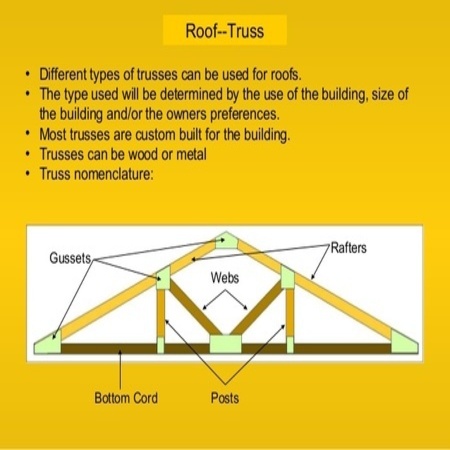 Roof--Truss
• Different types of trusses can be used for roofs.
• The type used will be determined by the use of the building, size of
the building and/or the owners preferences.
• Most trusses are custom built for the building.
• Trusses can be wood or metal
• Truss nomenclature:
Rafters
Gussets
Webs
Bottom Cord
Posts